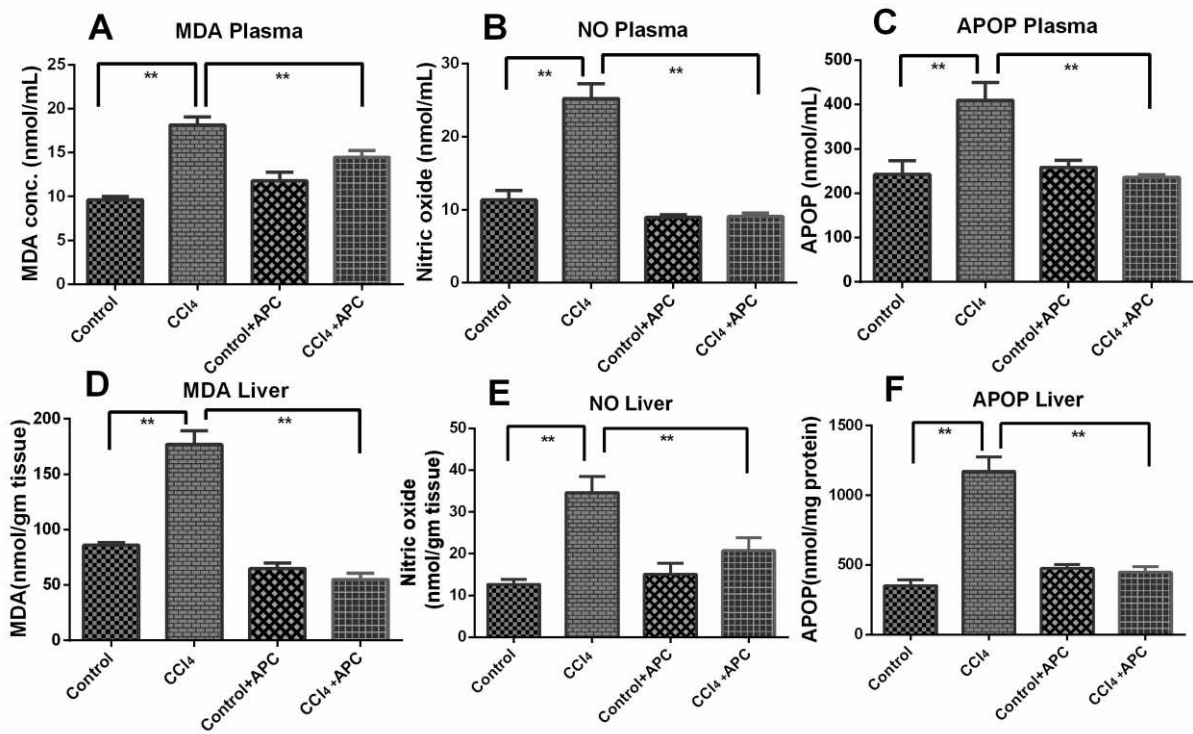 A
MDA Plasma
MDA conc. (nmol/mL)
25
20
15
10
5
0
**
**
Control
CCl₄
Control+APC
CCl₄+APC
B
NO Plasma
Nitric oxide (nmol/mL)
30
20
10
0
**
**
Control
CCl₄
Control+APC
CCl₄+APC
C
APOP Plasma
APOP (nmol/mL)
500
400
300
200
100
0
**
**
Control
CCl₄
Control+APC
CCl₄+APC
D
MDA Liver
MDA(nmol/gm tissue)
200
150
100
50
0
**
**
Control
CCl₄
Control+APC
CCl₄+APC
E
NO Liver
Nitric oxide
(nmol/gm tissue)
50
40
30
20
10
0
**
**
Control
CCl₄
Control+APC
CCl₄+APC
F
APOP Liver
APOP(nmol/mg protein)
1500
1000
500
0
**
**
Control
CCl₄
Control+APC
CCl₄+APC